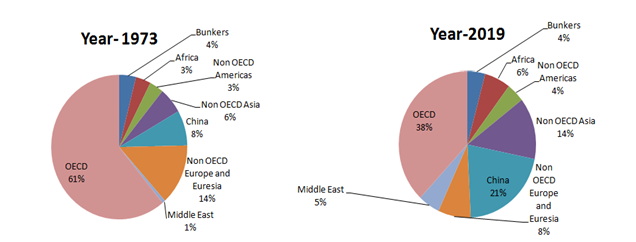 Year- 1973
Bunkers
4%
Africa
3%
Non OECD
Americas
3%
Non OECD Asia
6%
China
8%
Non OECD
Europe and
Euresia
14%
Middle East
1%
OECD
61%
Year-2019
Bunkers
4%
Africa
6%
Non OECD
Americas
4%
Non OECD Asia
14%
China
21%
Non
OECD
Europe and
Euresia
8%
Middle East
5%
OECD
38%